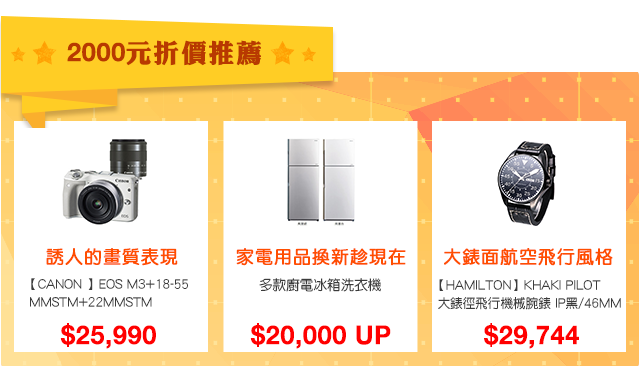 2000元折價推薦
誘人的畫質表現
【CANON 】EOS M3+18-55
MMSTM+22MMSTM
$25,990
家電用品換新趁現在
多款廚電冰箱洗衣機
$20,000 UP
大錶面航空飛行風格
【HAMILTON】KHAKI PILOT
大錶徑飛行機械腕錶 IP黑/46MM
$29,744